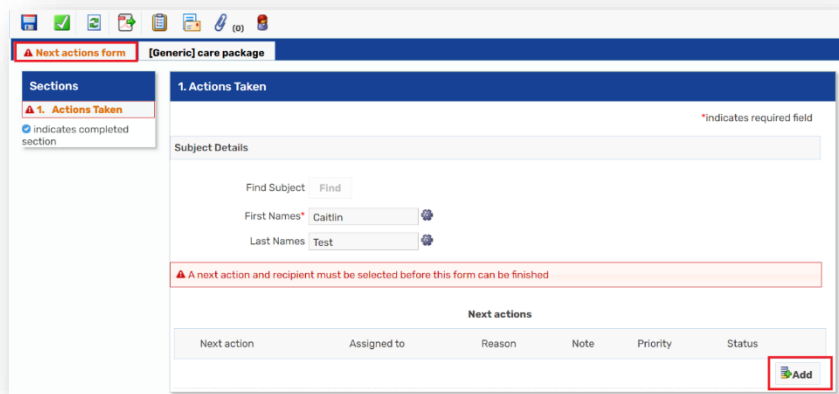 (0)
Next actions form
[Generic] care package
Sections
1. Actions Taken
indicates completed
section
1. Actions Taken
*indicates required field
Subject Details
Find Subject Find
First Names* Caitlin
Last Names Test
A next action and recipient must be selected before this form can be finished
Next actions
Next action Assigned to Reason Note Priority Status
Add